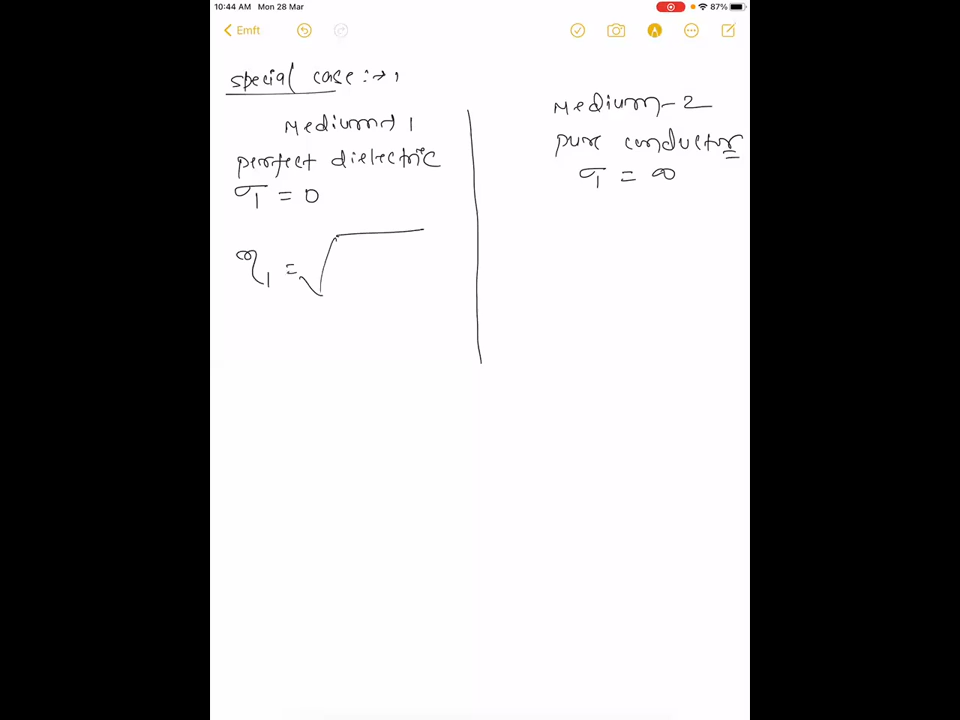 10:44 AM Mon 28 Mar 87%
Emft
special case :→ 1
Medium → 1
perfect dielectric
σ1 = 0
η1 = √
Medium - 2
pure conductor
σ = ∞